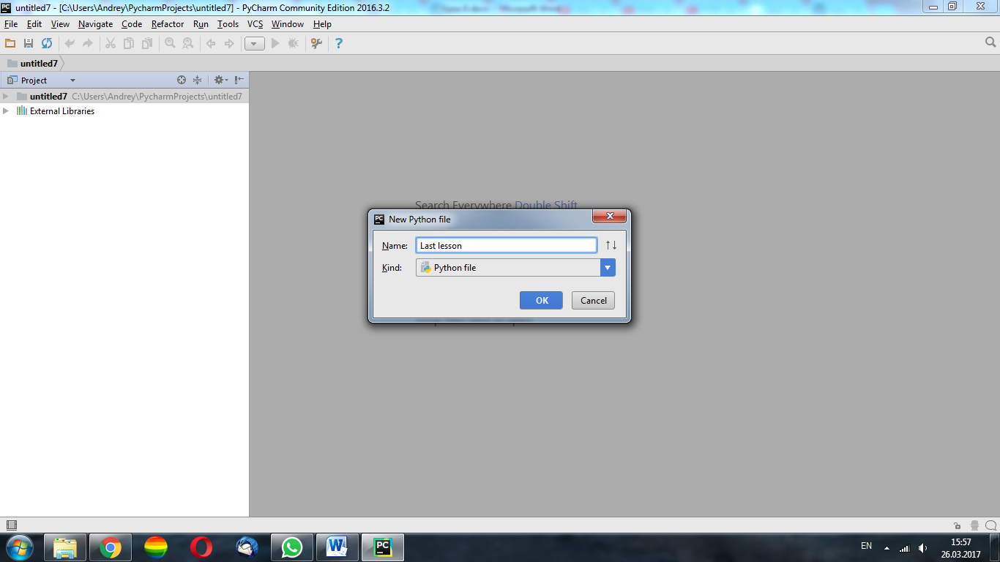 untitled7 - [C:\Users\Andrey\PycharmProjects\untitled7] - PyCharm Community Edition 2016.3.2
File Edit View Navigate Code Refactor Run Tools VCS Window Help
untitled7
Project
untitled7 C:\Users\Andrey\PycharmProjects\untitled7
External Libraries
Search Everywhere Double Shift
New Python file
Name: Last lesson
Kind: Python file
OK Cancel
EN
15:57
26.03.2017